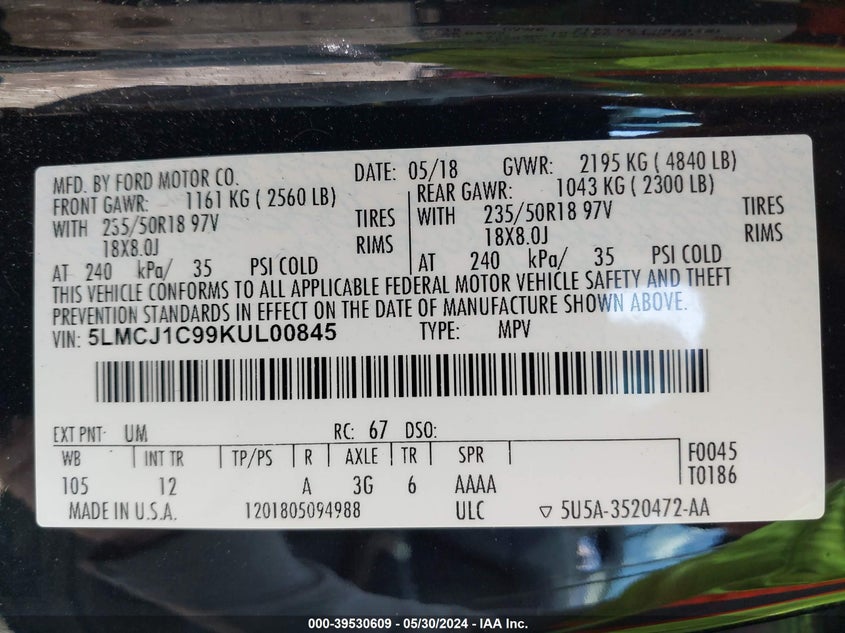 MFD. BY FORD MOTOR CO. DATE: 05/18 GVWR: 2195 KG ( 4840 LB)
FRONT GAWR: 1161 KG ( 2560 LB) REAR GAWR: 1043 KG ( 2300 LB)
WITH 235/50R18 97V TIRES WITH 235/50R18 97V TIRES
18X8.0J RIMS 18X8.0J RIMS
AT 240 kPa/ 35 PSI COLD AT 240 kPa/ 35 PSI COLD
THIS VEHICLE CONFORMS TO ALL APPLICABLE FEDERAL MOTOR VEHICLE SAFETY AND THEFT
PREVENTION STANDARDS IN EFFECT ON THE DATE OF MANUFACTURE SHOWN ABOVE.
VIN: 5LMCJ1C99KUL00845 TYPE: MPV
EXT PNT: UM RC: 67 DSO:
WB INT TR TP/PS R AXLE TR SPR F0045
105 12 A 3G 6 AAAA T0186
MADE IN U.S.A. 1201805094988 ULC ▽ 5U5A-3520472-AA
000-39530609 - 05/30/2024 - IAA Inc.